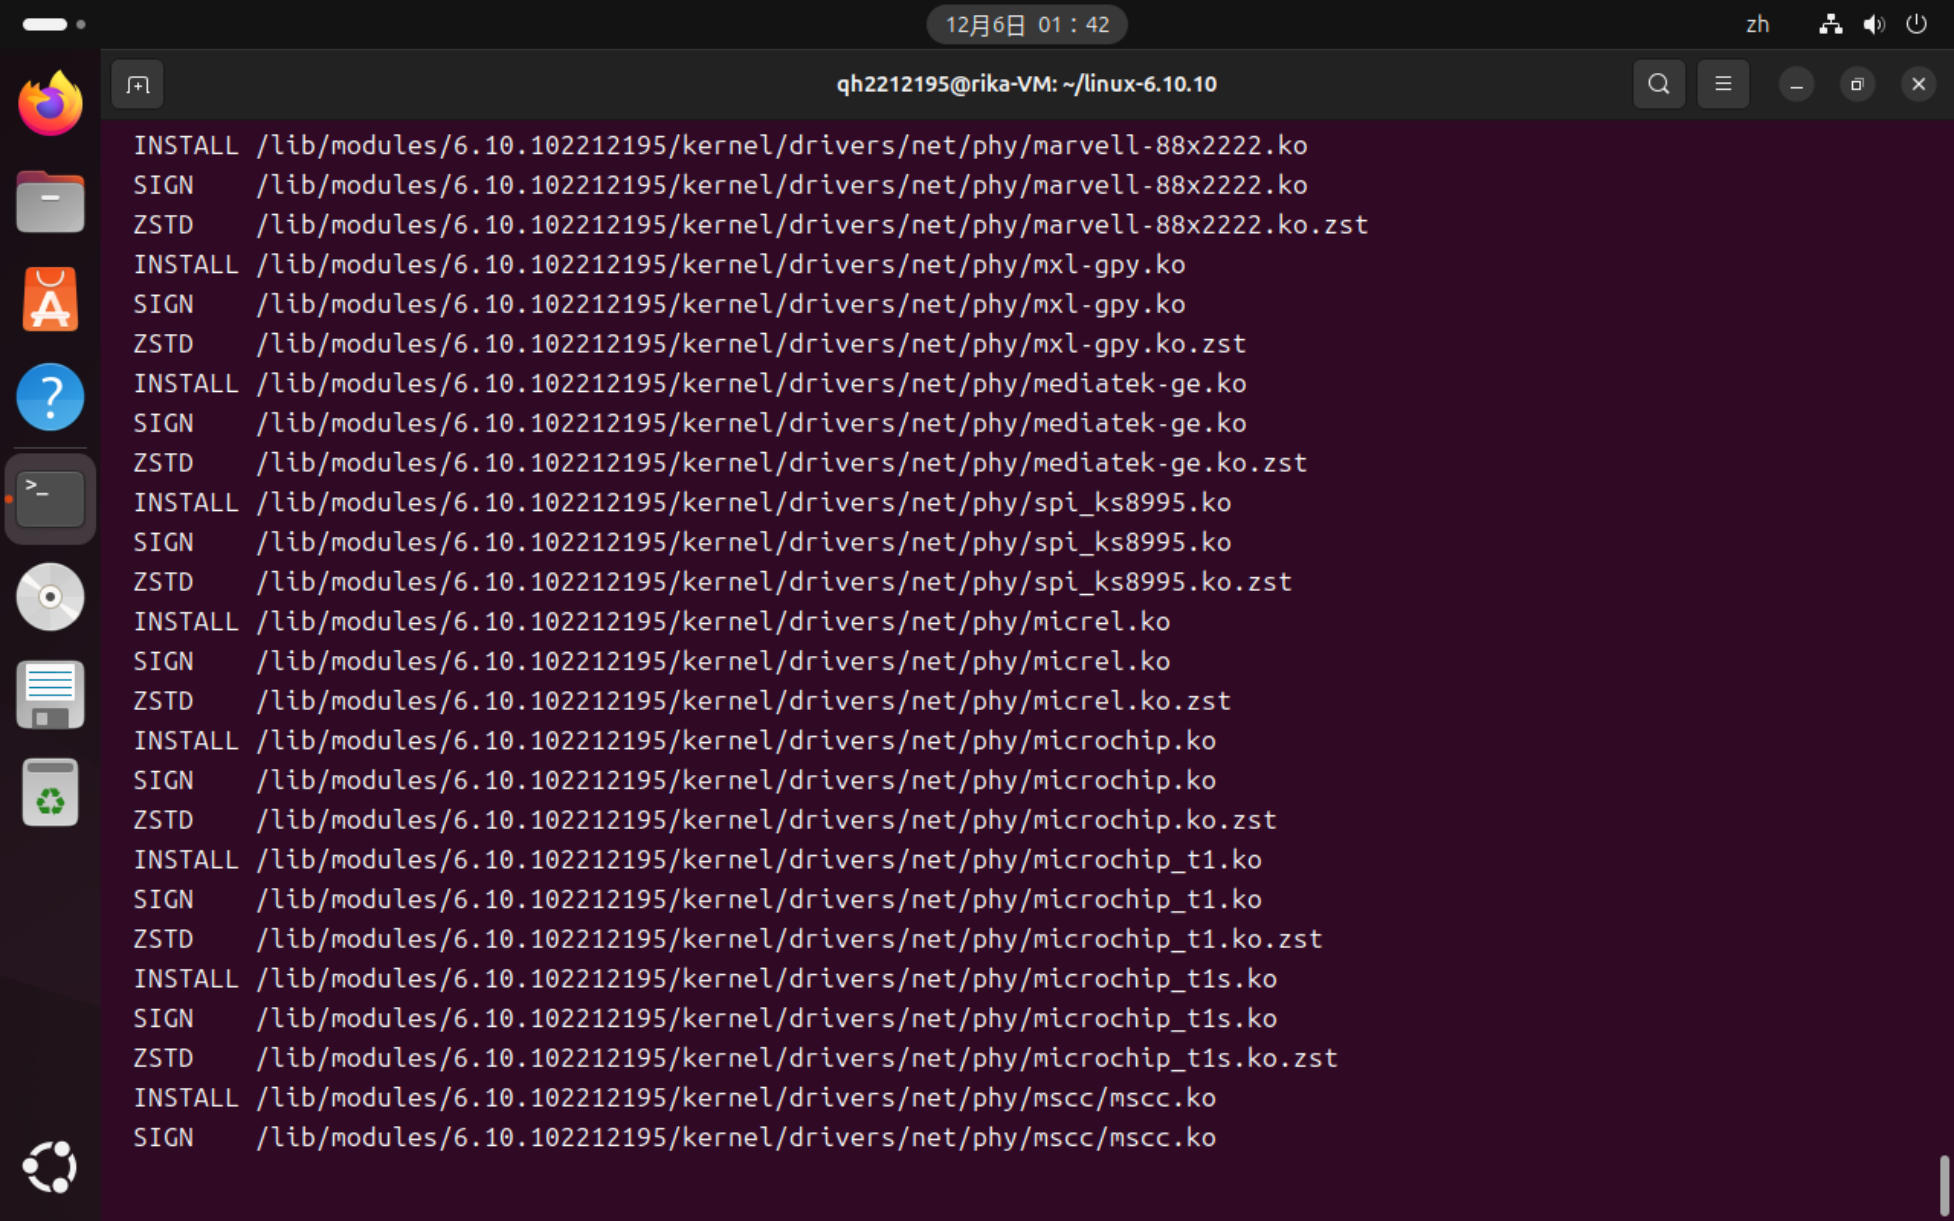 12月6日 01：42
zh
qh2212195@rika-VM: ~/linux-6.10.10
INSTALL /lib/modules/6.10.102212195/kernel/drivers/net/phy/marvell-88x2222.ko
SIGN    /lib/modules/6.10.102212195/kernel/drivers/net/phy/marvell-88x2222.ko
ZSTD    /lib/modules/6.10.102212195/kernel/drivers/net/phy/marvell-88x2222.ko.zst
INSTALL /lib/modules/6.10.102212195/kernel/drivers/net/phy/mxl-gpy.ko
SIGN    /lib/modules/6.10.102212195/kernel/drivers/net/phy/mxl-gpy.ko
ZSTD    /lib/modules/6.10.102212195/kernel/drivers/net/phy/mxl-gpy.ko.zst
INSTALL /lib/modules/6.10.102212195/kernel/drivers/net/phy/mediatek-ge.ko
SIGN    /lib/modules/6.10.102212195/kernel/drivers/net/phy/mediatek-ge.ko
ZSTD    /lib/modules/6.10.102212195/kernel/drivers/net/phy/mediatek-ge.ko.zst
INSTALL /lib/modules/6.10.102212195/kernel/drivers/net/phy/spi_ks8995.ko
SIGN    /lib/modules/6.10.102212195/kernel/drivers/net/phy/spi_ks8995.ko
ZSTD    /lib/modules/6.10.102212195/kernel/drivers/net/phy/spi_ks8995.ko.zst
INSTALL /lib/modules/6.10.102212195/kernel/drivers/net/phy/micrel.ko
SIGN    /lib/modules/6.10.102212195/kernel/drivers/net/phy/micrel.ko
ZSTD    /lib/modules/6.10.102212195/kernel/drivers/net/phy/micrel.ko.zst
INSTALL /lib/modules/6.10.102212195/kernel/drivers/net/phy/microchip.ko
SIGN    /lib/modules/6.10.102212195/kernel/drivers/net/phy/microchip.ko
ZSTD    /lib/modules/6.10.102212195/kernel/drivers/net/phy/microchip.ko.zst
INSTALL /lib/modules/6.10.102212195/kernel/drivers/net/phy/microchip_t1.ko
SIGN    /lib/modules/6.10.102212195/kernel/drivers/net/phy/microchip_t1.ko
ZSTD    /lib/modules/6.10.102212195/kernel/drivers/net/phy/microchip_t1.ko.zst
INSTALL /lib/modules/6.10.102212195/kernel/drivers/net/phy/microchip_t1s.ko
SIGN    /lib/modules/6.10.102212195/kernel/drivers/net/phy/microchip_t1s.ko
ZSTD    /lib/modules/6.10.102212195/kernel/drivers/net/phy/microchip_t1s.ko.zst
INSTALL /lib/modules/6.10.102212195/kernel/drivers/net/phy/mscc/mscc.ko
SIGN    /lib/modules/6.10.102212195/kernel/drivers/net/phy/mscc/mscc.ko